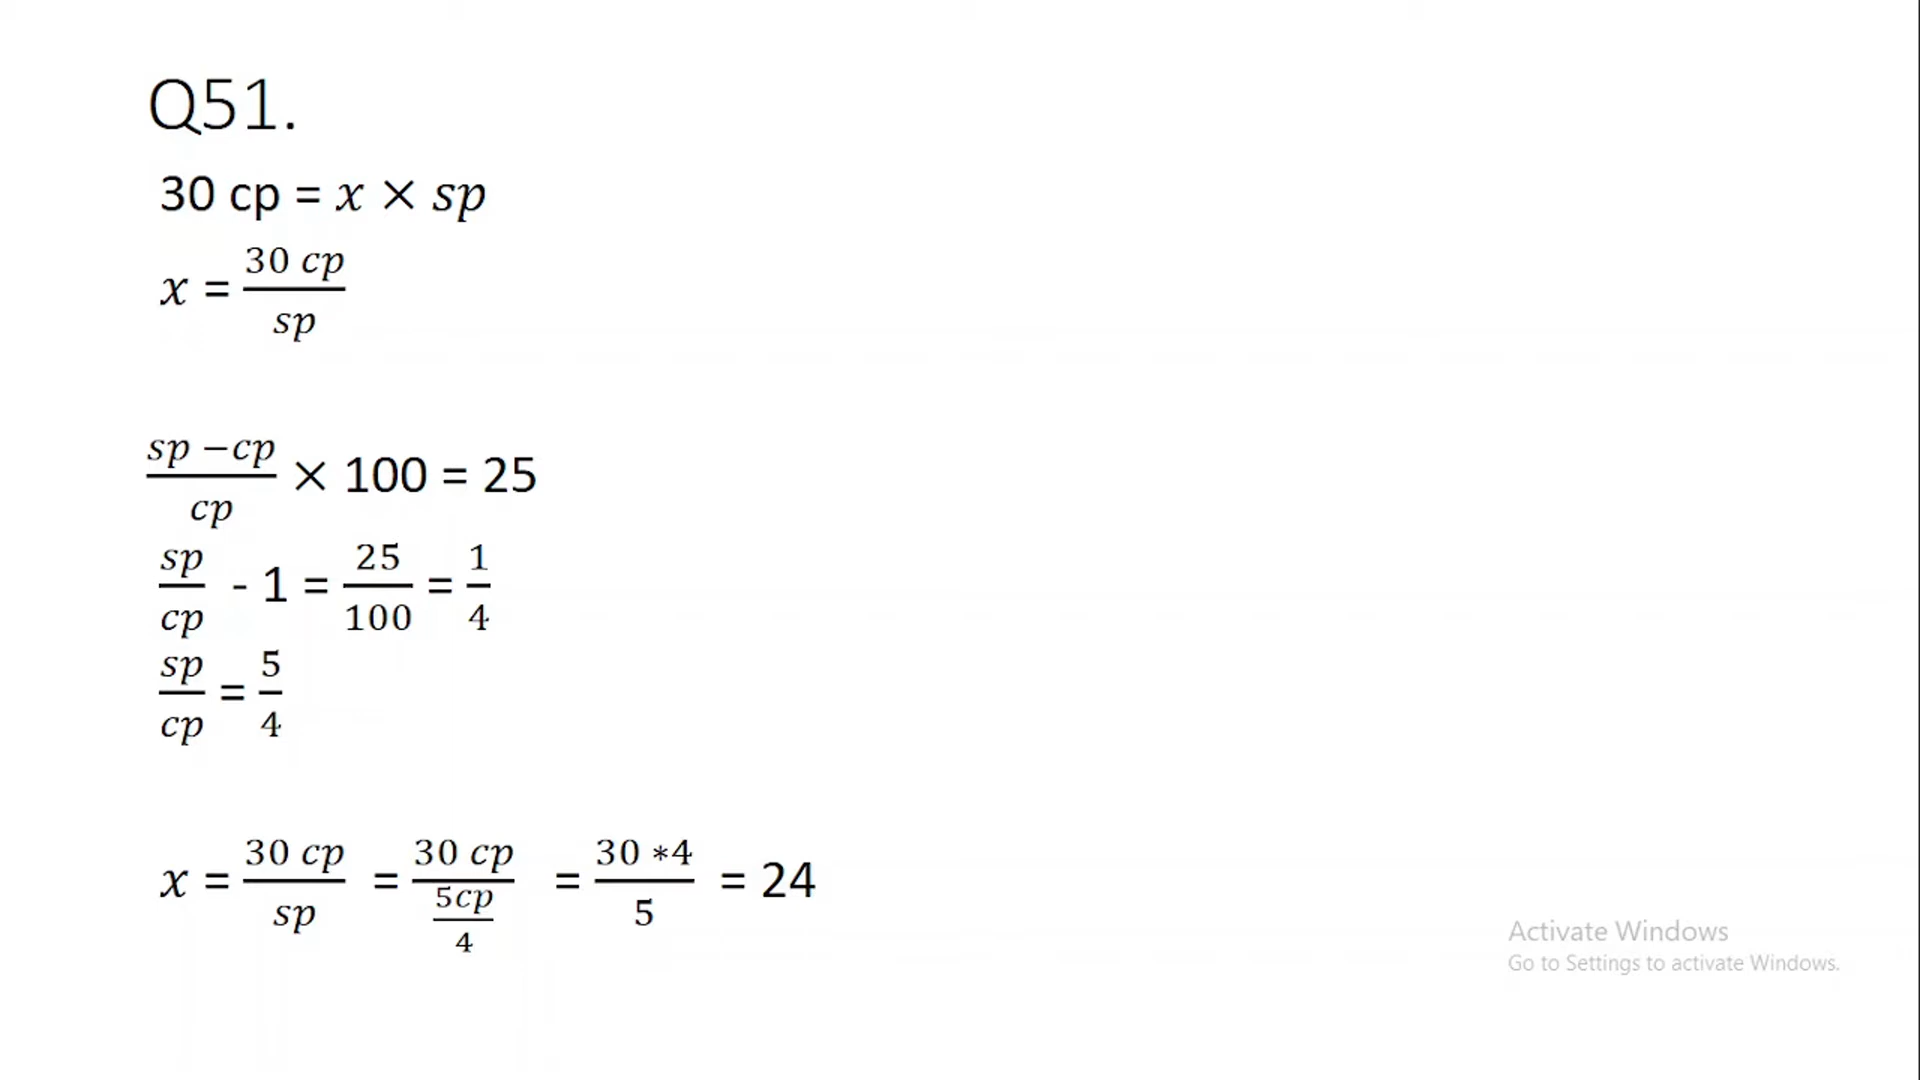 Q51.
30 cp = x × sp
x = 30 cp / sp
sp − cp / cp × 100 = 25
sp / cp - 1 = 25 / 100 = 1 / 4
sp / cp = 5 / 4
x = 30 cp / sp = 30 cp / 5cp / 4 = 30 *4 / 5 = 24
Activate Windows
Go to Settings to activate Windows.